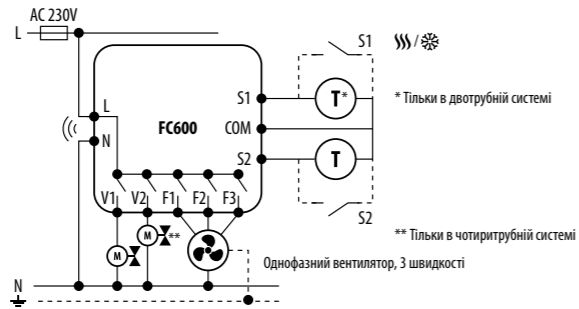 AC 230V
L
S1
/
S1
T*
* Тільки в двотрубній системі
L
FC600
COM
N
T
S2
V1 V2 F1 F2 F3
S2
M **
** Тільки в чотиритрубній системі
M
Однофазний вентилятор, 3 швидкості
N